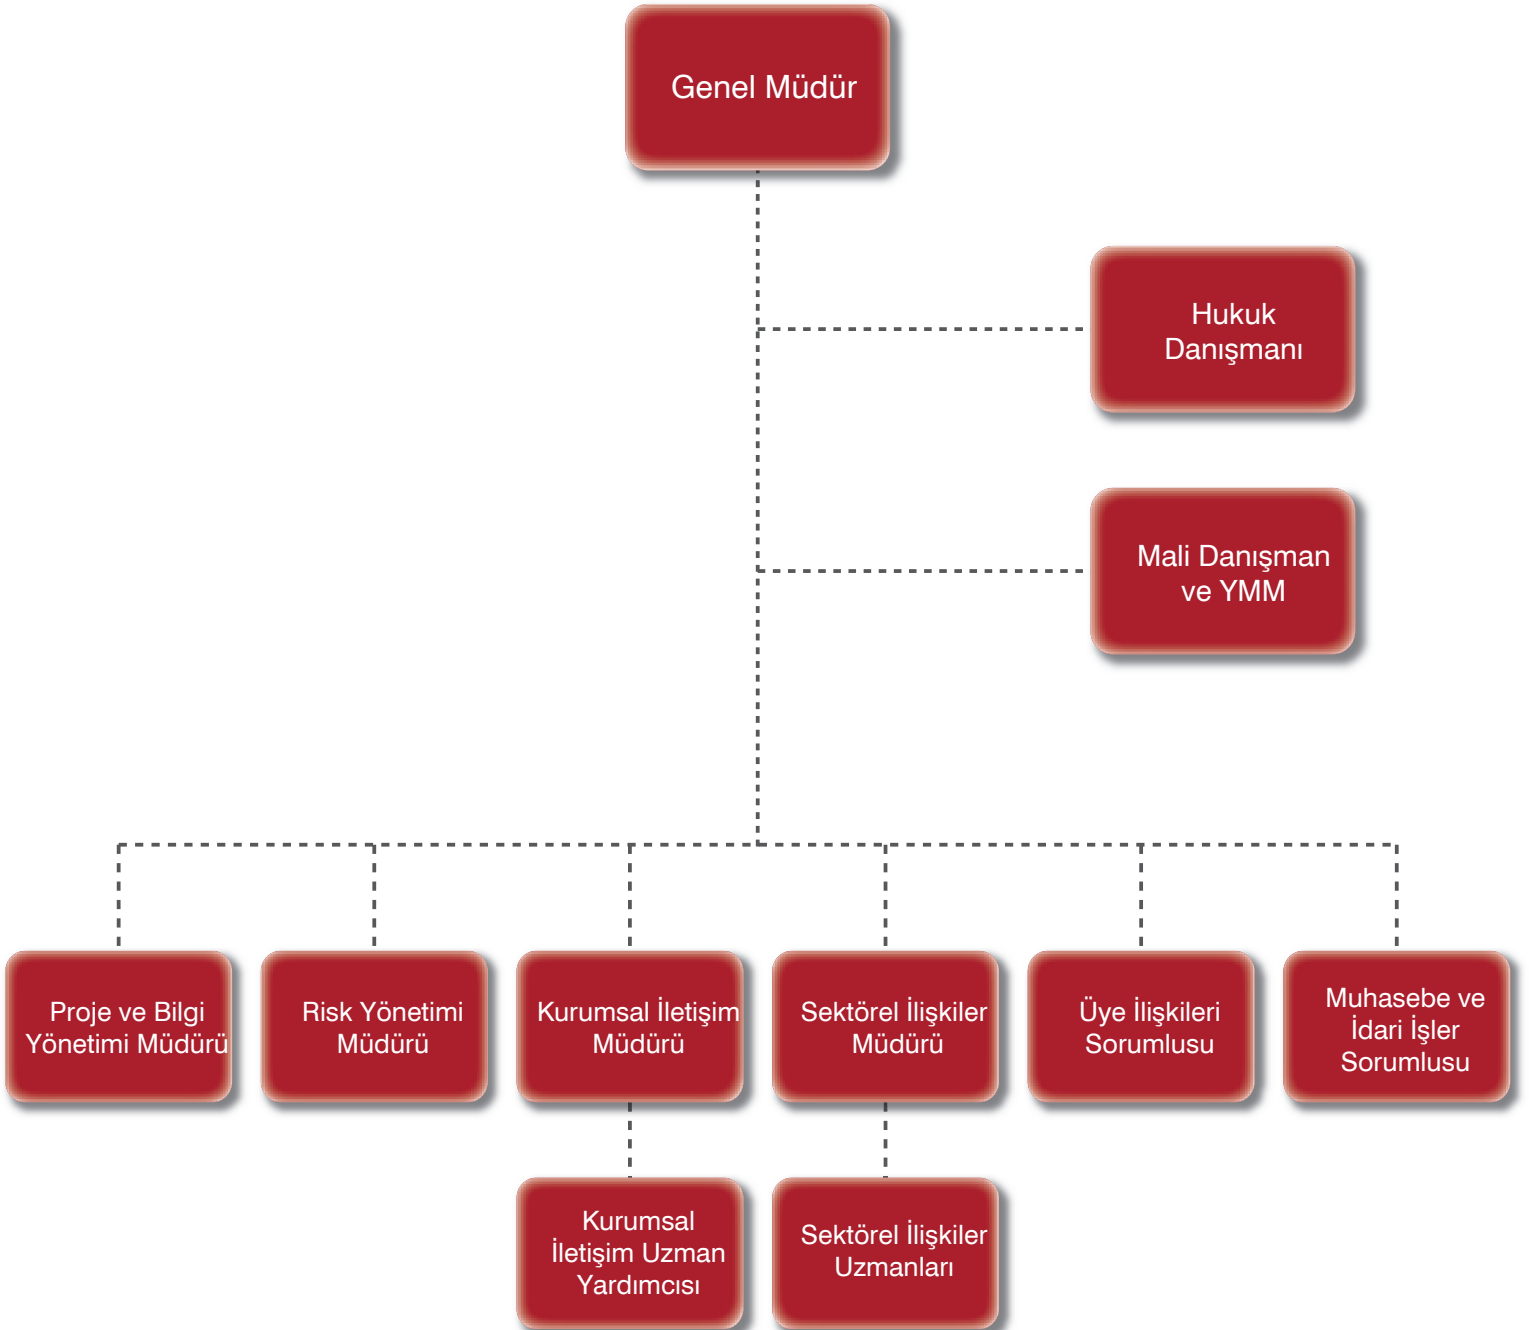 Genel Müdür
Hukuk
Danışmanı
Mali Danışman
ve YMM
Proje ve Bilgi
Yönetimi Müdürü
Risk Yönetimi
Müdürü
Kurumsal İletişim
Müdürü
Sektörel İlişkiler
Müdürü
Üye İlişkileri
Sorumlusu
Muhasebe ve
İdari İşler
Sorumlusu
Kurumsal
İletişim Uzman
Yardımcısı
Sektörel İlişkiler
Uzmanları